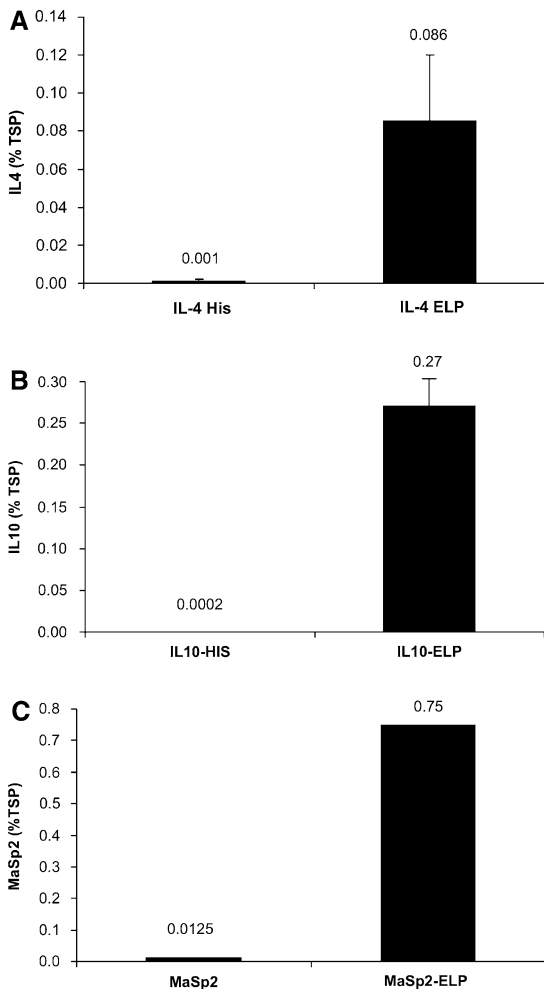 A
IL4 (% TSP)
0.14
0.12
0.10
0.08
0.06
0.04
0.02
0.00
0.001
0.086
IL-4 His
IL-4 ELP
B
IL10 (% TSP)
0.30
0.25
0.20
0.15
0.10
0.05
0.00
0.0002
0.27
IL10-HIS
IL10-ELP
C
MaSp2 (%TSP)
0.8
0.7
0.6
0.5
0.4
0.3
0.2
0.1
0.0
0.0125
0.75
MaSp2
MaSp2-ELP